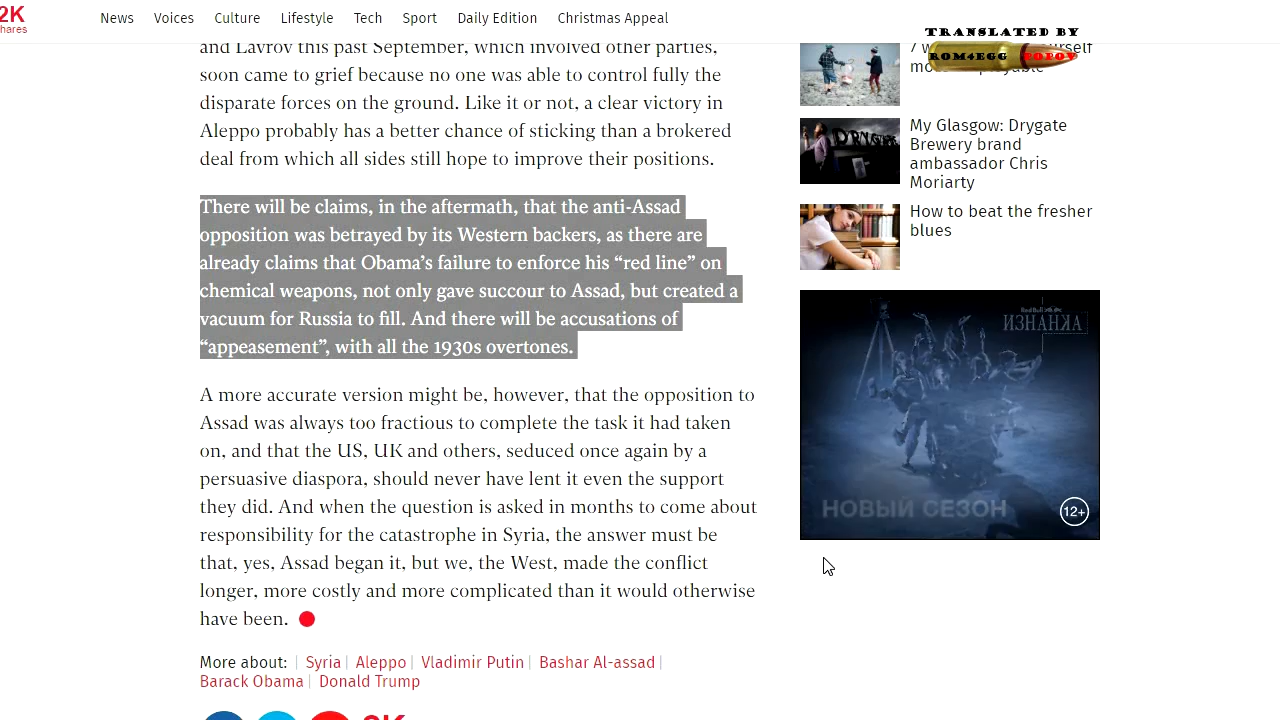 2K
hares
News Voices Culture Lifestyle Tech Sport Daily Edition Christmas Appeal
TRANSLATED BY
ROM4EGG POPOV
and Lavrov this past September, which involved other parties,
soon came to grief because no one was able to control fully the
disparate forces on the ground. Like it or not, a clear victory in
Aleppo probably has a better chance of sticking than a brokered
deal from which all sides still hope to improve their positions.
There will be claims, in the aftermath, that the anti-Assad
opposition was betrayed by its Western backers, as there are
already claims that Obama’s failure to enforce his “red line” on
chemical weapons, not only gave succour to Assad, but created a
vacuum for Russia to fill. And there will be accusations of
“appeasement”, with all the 1930s overtones.
A more accurate version might be, however, that the opposition to
Assad was always too fractious to complete the task it had taken
on, and that the US, UK and others, seduced once again by a
persuasive diaspora, should never have lent it even the support
they did. And when the question is asked in months to come about
responsibility for the catastrophe in Syria, the answer must be
that, yes, Assad began it, but we, the West, made the conflict
longer, more costly and more complicated than it would otherwise
have been.
More about: | Syria | Aleppo | Vladimir Putin | Bashar Al-assad |
Barack Obama | Donald Trump
2K
7
My Glasgow: Drygate
Brewery brand
ambassador Chris
Moriarty
How to beat the fresher
blues
Red Bull
ИЗНАНКА
НОВЫЙ СЕЗОН
12+